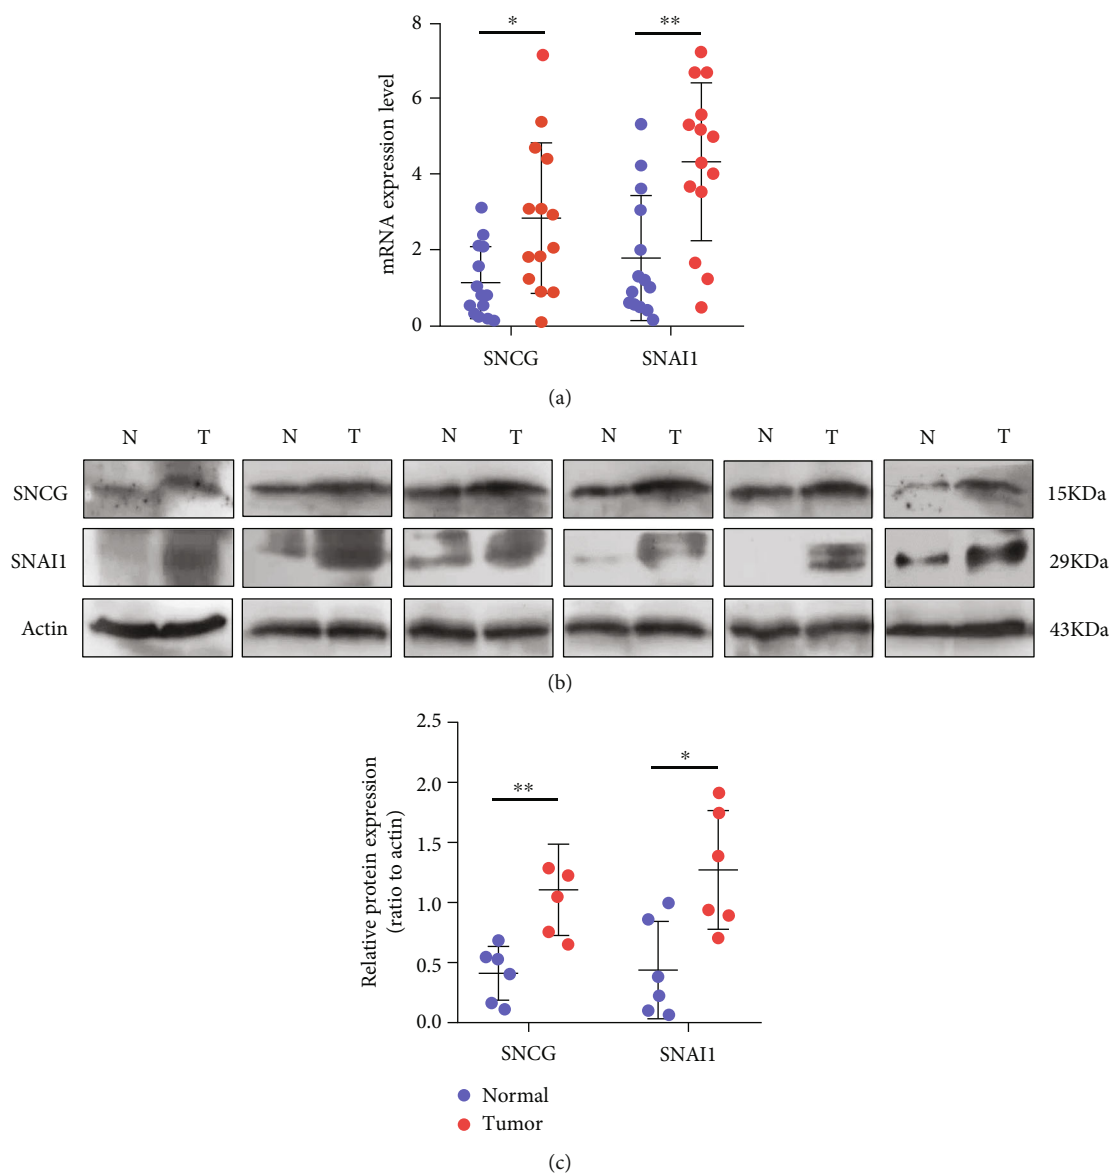 8
6
4
2
0
mRNA expression level
*
**
SNCG
SNAI1
(a)
N T N T N T N T N T N T
SNCG
15KDa
SNAI1
29KDa
Actin
43KDa
(b)
2.5
2.0
1.5
1.0
0.5
0.0
Relative protein expression
(ratio to actin)
**
*
SNCG
SNAI1
Normal
Tumor
(c)